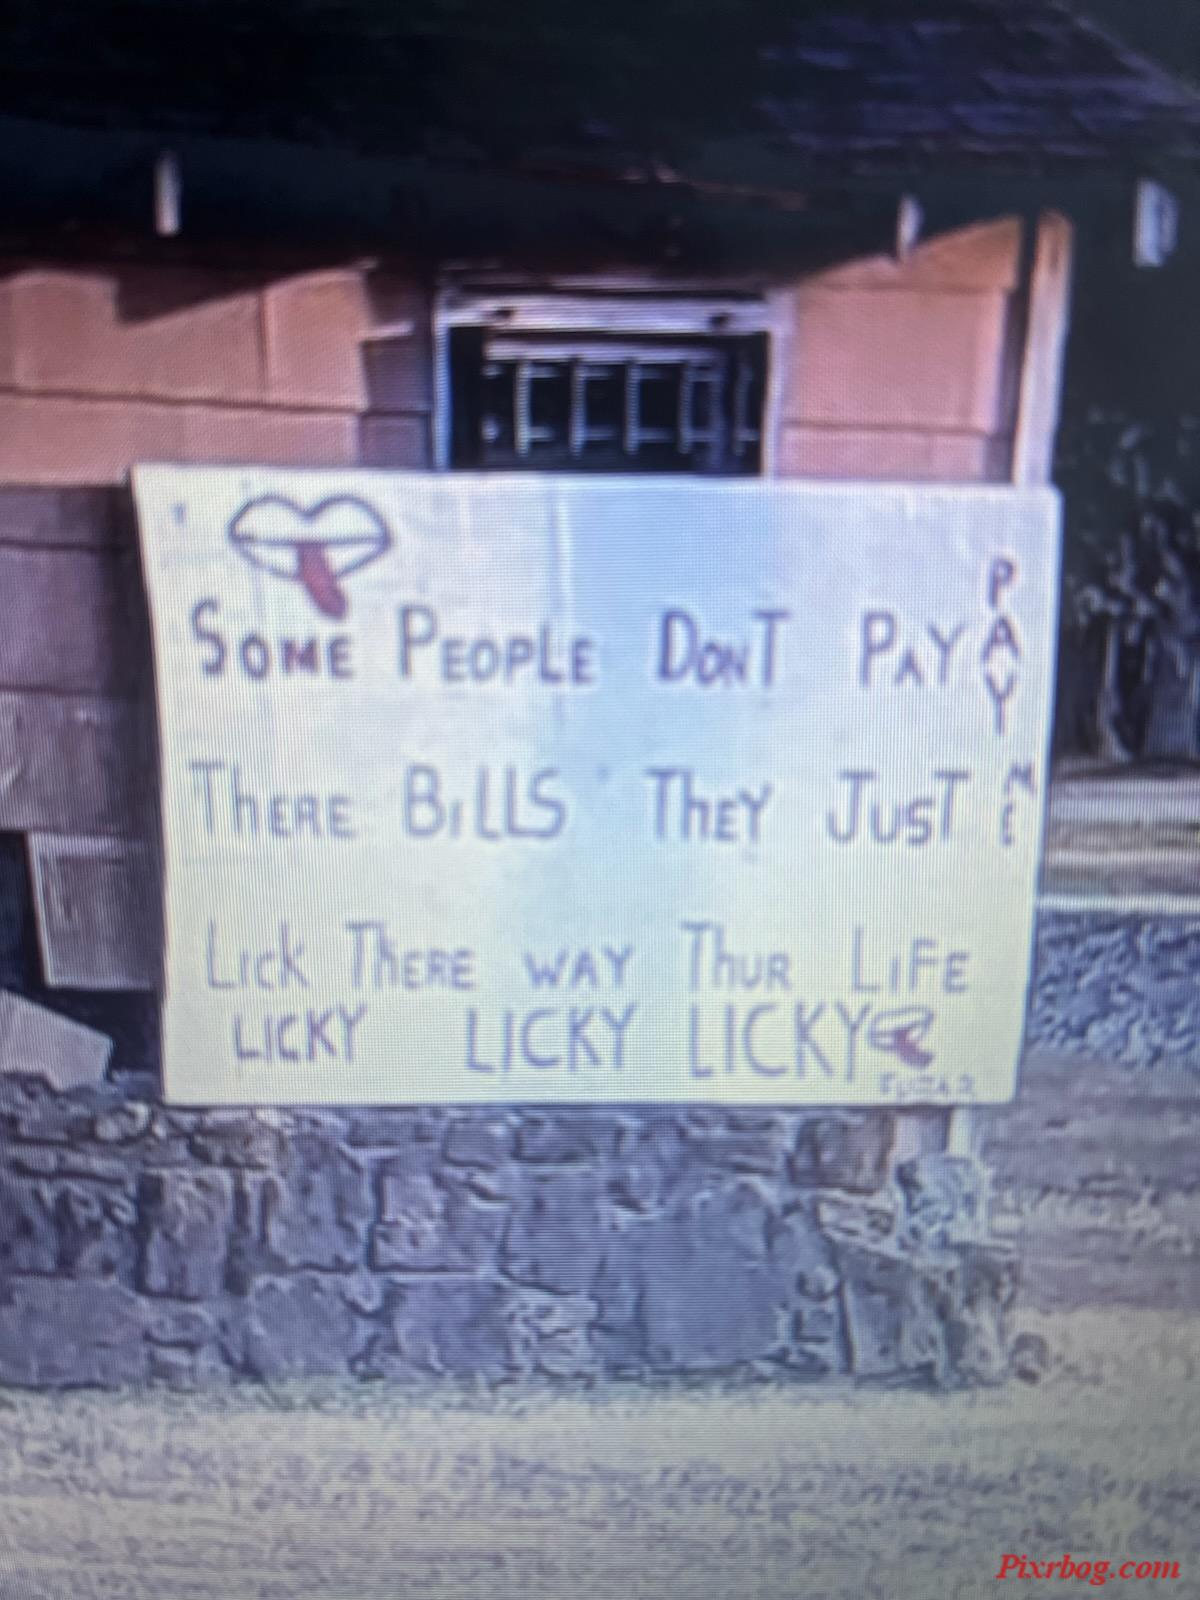 SOME PEOPLE DONT PAY
THERE BILLS THEY JUST
LICK THERE WAY THUR LIFE
LICKY LICKY LICKY
PAY
ME
Pixrbog.com